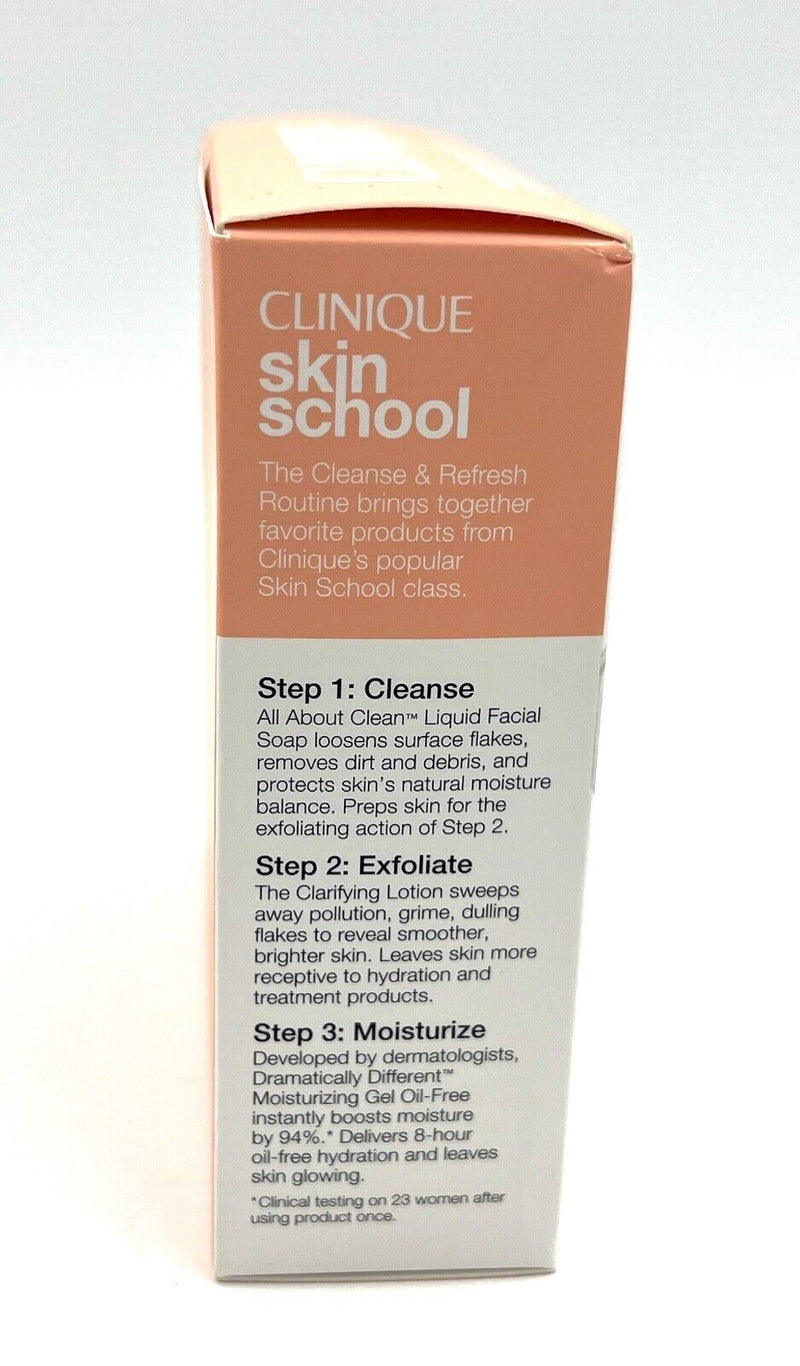 CLINIQUE
skin
school
The Cleanse & Refresh
Routine brings together
favorite products from
Clinique's popular
Skin School class.
Step 1: Cleanse
All About Clean™ Liquid Facial
Soap loosens surface flakes,
removes dirt and debris, and
protects skin's natural moisture
balance. Preps skin for the
exfoliating action of Step 2.
Step 2: Exfoliate
The Clarifying Lotion sweeps
away pollution, grime, dulling
flakes to reveal smoother,
brighter skin. Leaves skin more
receptive to hydration and
treatment products.
Step 3: Moisturize
Developed by dermatologists,
Dramatically Different™
Moisturizing Gel Oil-Free
instantly boosts moisture
by 94%.* Delivers 8-hour
oil-free hydration and leaves
skin glowing.
*Clinical testing on 23 women after
using product once.